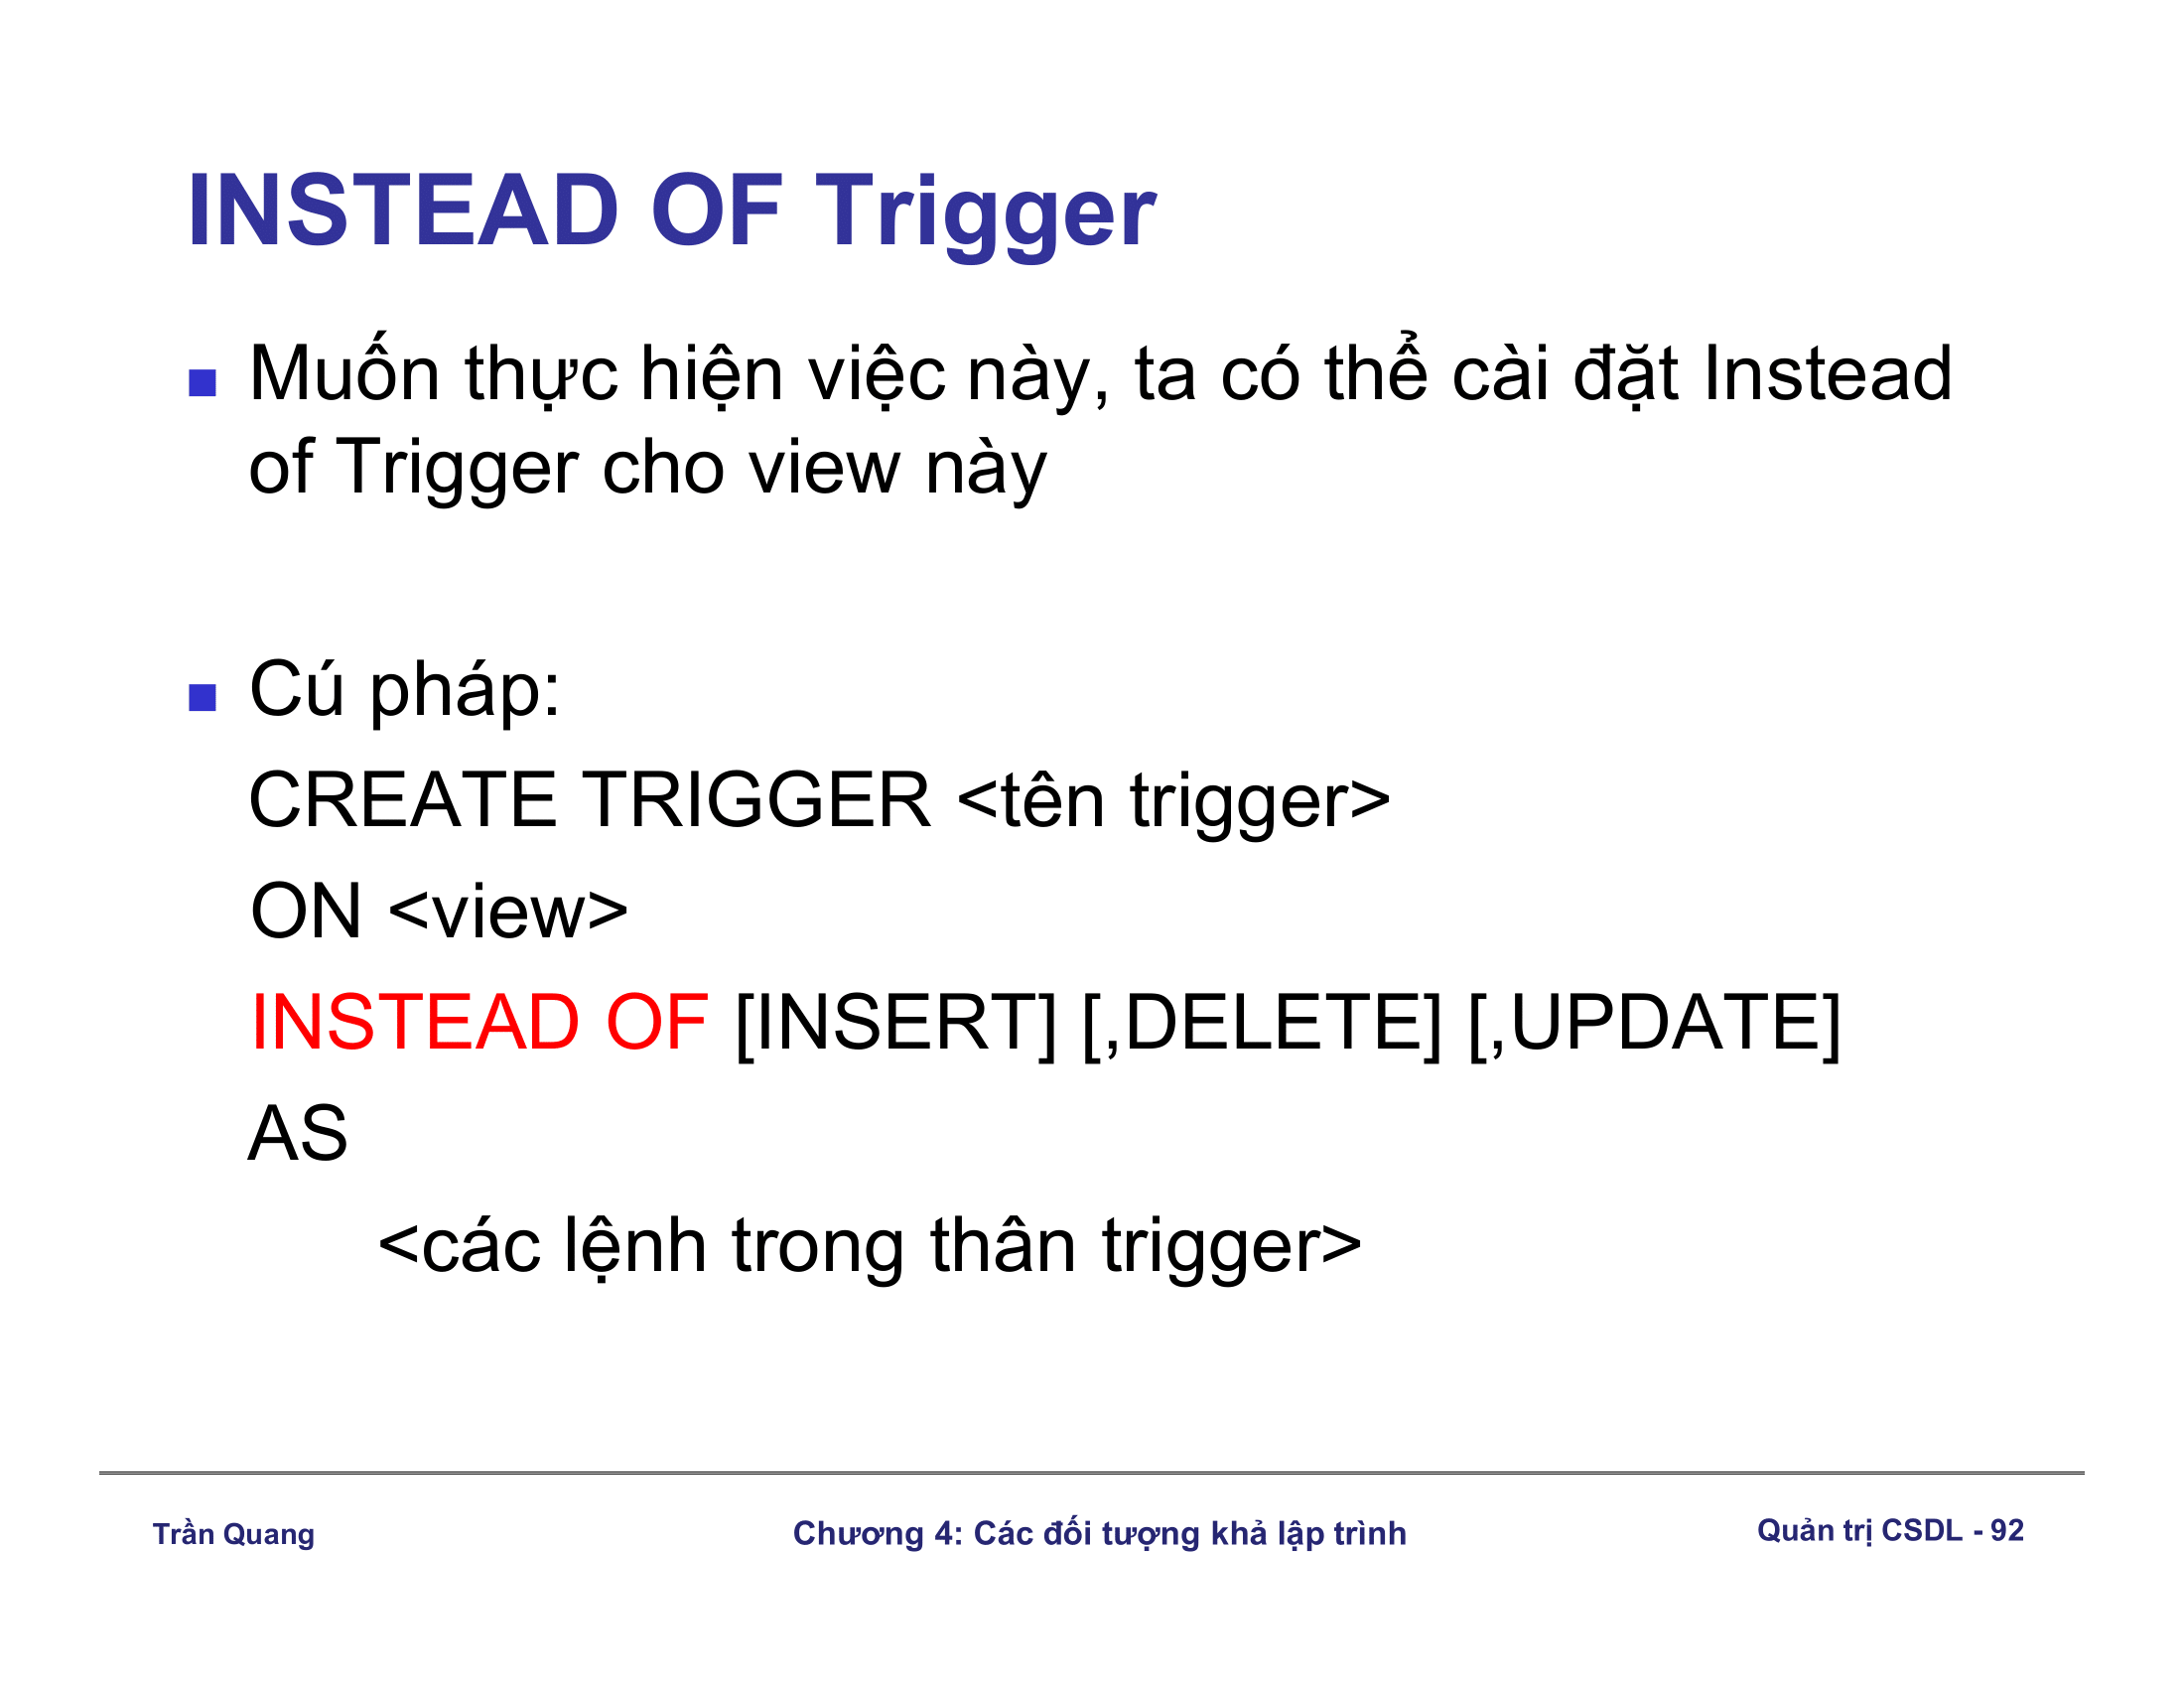 INSTEAD OF Trigger
Muốn thực hiện việc này, ta có thể cài đặt Instead
of Trigger cho view này
Cú pháp:
CREATE TRIGGER <tên trigger>
ON <view>
INSTEAD OF [INSERT] [,DELETE] [,UPDATE]
AS
<các lệnh trong thân trigger>
Trần Quang
Chương 4: Các đối tượng khả lập trình
Quản trị CSDL - 92